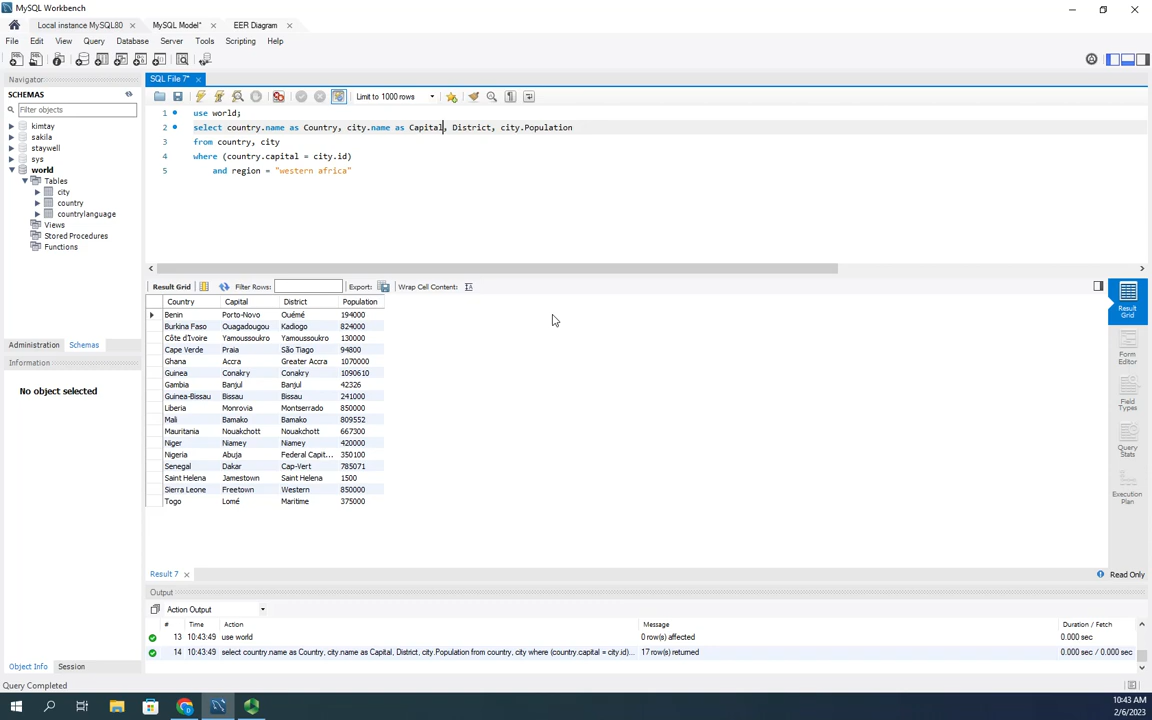 MySQL Workbench
Local instance MySQL80
MySQL Model*
EER Diagram
File Edit View Query Database Server Tools Scripting Help
Navigator
SCHEMAS
Filter objects
kimtay
sakila
staywell
sys
world
Tables
city
country
countrylanguage
Views
Stored Procedures
Functions
Administration Schemas
Information
No object selected
Object Info Session
SQL File 7*
Limit to 1000 rows
1 use world;
2 select country.name as Country, city.name as Capital, District, city.Population
3 from country, city
4 where (country.capital = city.id)
5 and region = "western africa"
Result Grid Filter Rows: Export: Wrap Cell Content:
Country Capital District Population
Benin Porto-Novo Ouémé 194000
Burkina Faso Ouagadougou Kadiogo 824000
Côte d'Ivoire Yamoussoukro Yamoussoukro 130000
Cape Verde Praia São Tiago 94800
Ghana Accra Greater Accra 1070000
Guinea Conakry Conakry 1090610
Gambia Banjul Banjul 42326
Guinea-Bissau Bissau Bissau 241000
Liberia Monrovia Montserrado 850000
Mali Bamako Bamako 809552
Mauritania Nouakchott Nouakchott 667300
Niger Niamey Niamey 420000
Nigeria Abuja Federal Capit... 350100
Senegal Dakar Cap-Vert 785071
Saint Helena Jamestown Saint Helena 1500
Sierra Leone Freetown Western 850000
Togo Lomé Maritime 375000
Result Grid
Form Editor
Field Types
Query Stats
Execution Plan
Result 7
Read Only
Output
Action Output
# Time Action Message Duration / Fetch
13 10:43:49 use world 0 row(s) affected 0.000 sec
14 10:43:49 select country.name as Country, city.name as Capital, District, city.Population from country, city where (country.capital = city.id)... 17 row(s) returned 0.000 sec / 0.000 sec
Query Completed
10:43 AM
2/6/2023